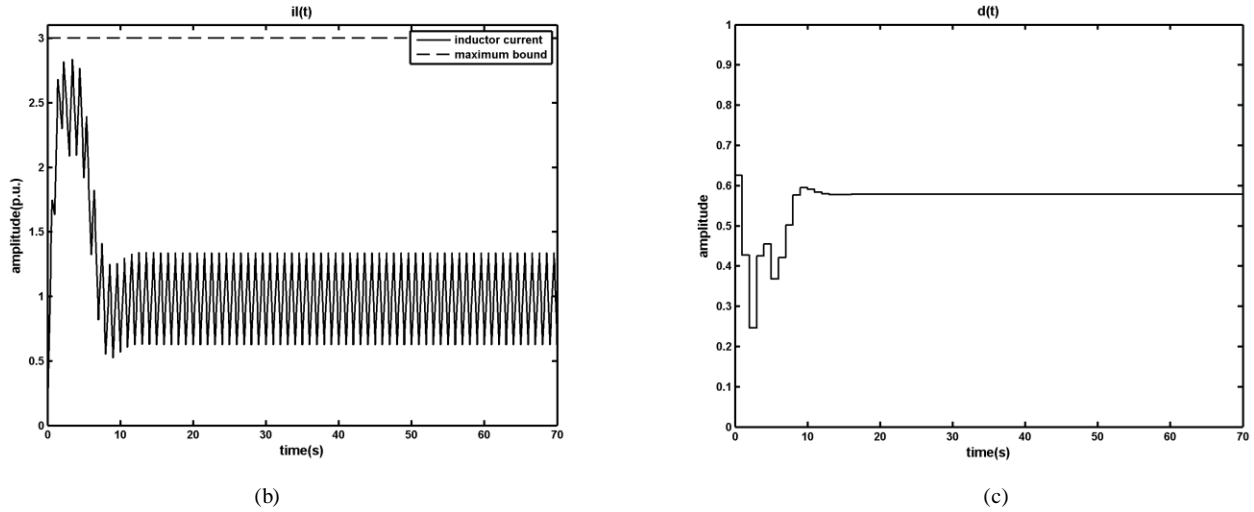 il(t)
3
2.5
2
1.5
1
0.5
0
amplitude(p.u.)
inductor current
maximum bound
0 10 20 30 40 50 60 70
time(s)
(b)
d(t)
1
0.9
0.8
0.7
0.6
0.5
0.4
0.3
0.2
0.1
0
amplitude
0 10 20 30 40 50 60 70
time(s)
(c)